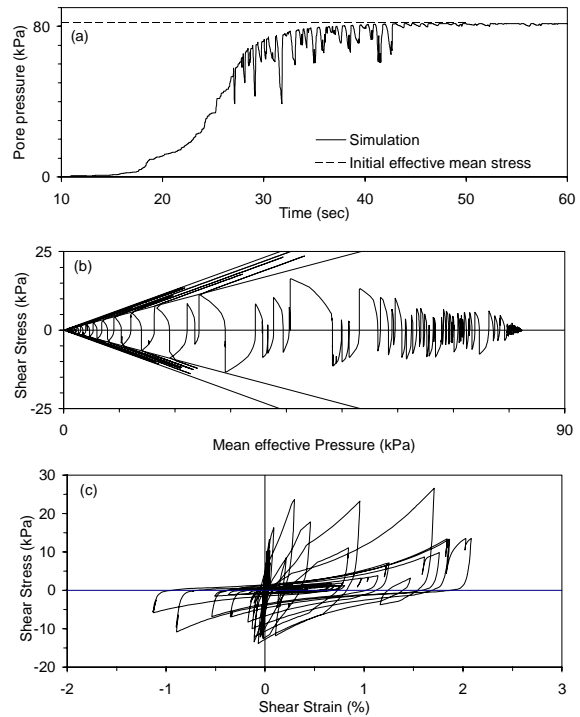 80
(a)
Pore pressure (kPa)
Simulation
Initial effective mean stress
0
10 20 30 40 50 60
Time (sec)
25
(b)
Shear Stress (kPa)
0
-25
0 90
Mean effective Pressure (kPa)
30
(c)
20
Shear Stress (kPa)
10
0
-10
-20
-2 -1 0 1 2 3
Shear Strain (%)